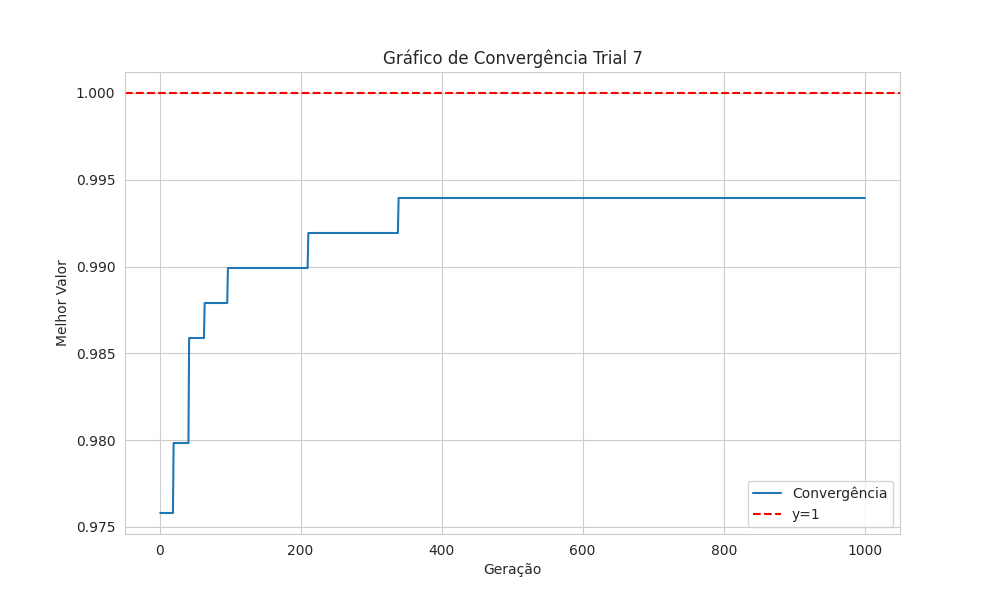 Gráfico de Convergência Trial 7
Melhor Valor
1.000
0.995
0.990
0.985
0.980
0.975
0 200 400 600 800 1000
Geração
Convergência
y=1